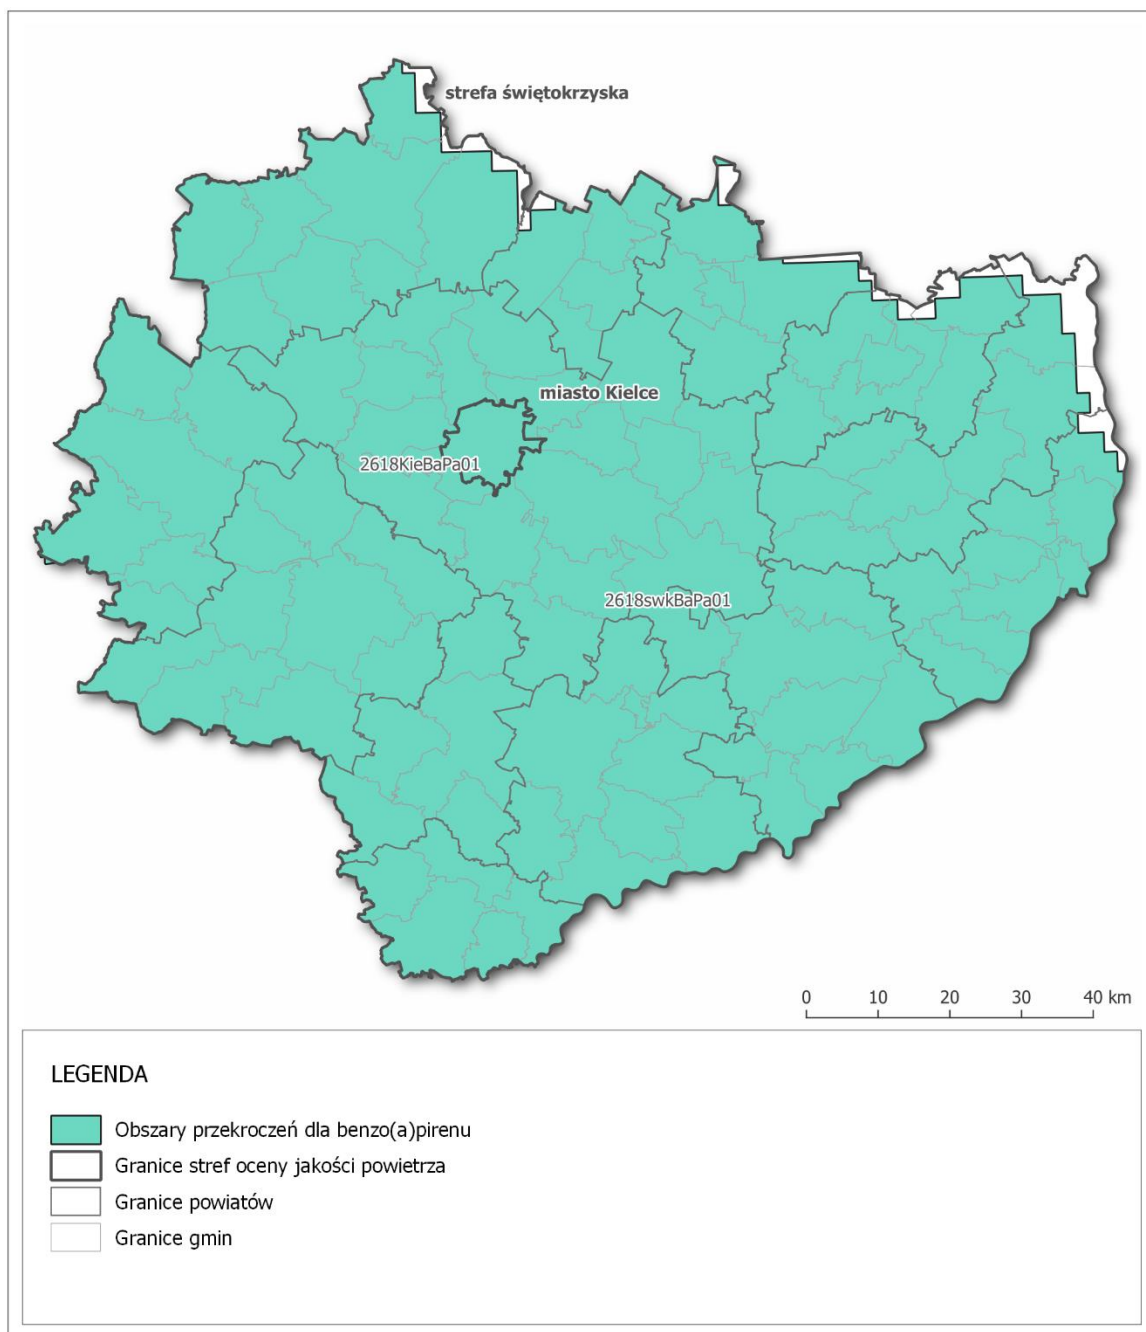 strefa świętokrzyska
miasto Kielce
2618KieBaPa01
2618swkBaPa01
0 10 20 30 40 km
LEGENDA
Obszary przekroczeń dla benzo(a)pirenu
Granice stref oceny jakości powietrza
Granice powiatów
Granice gmin